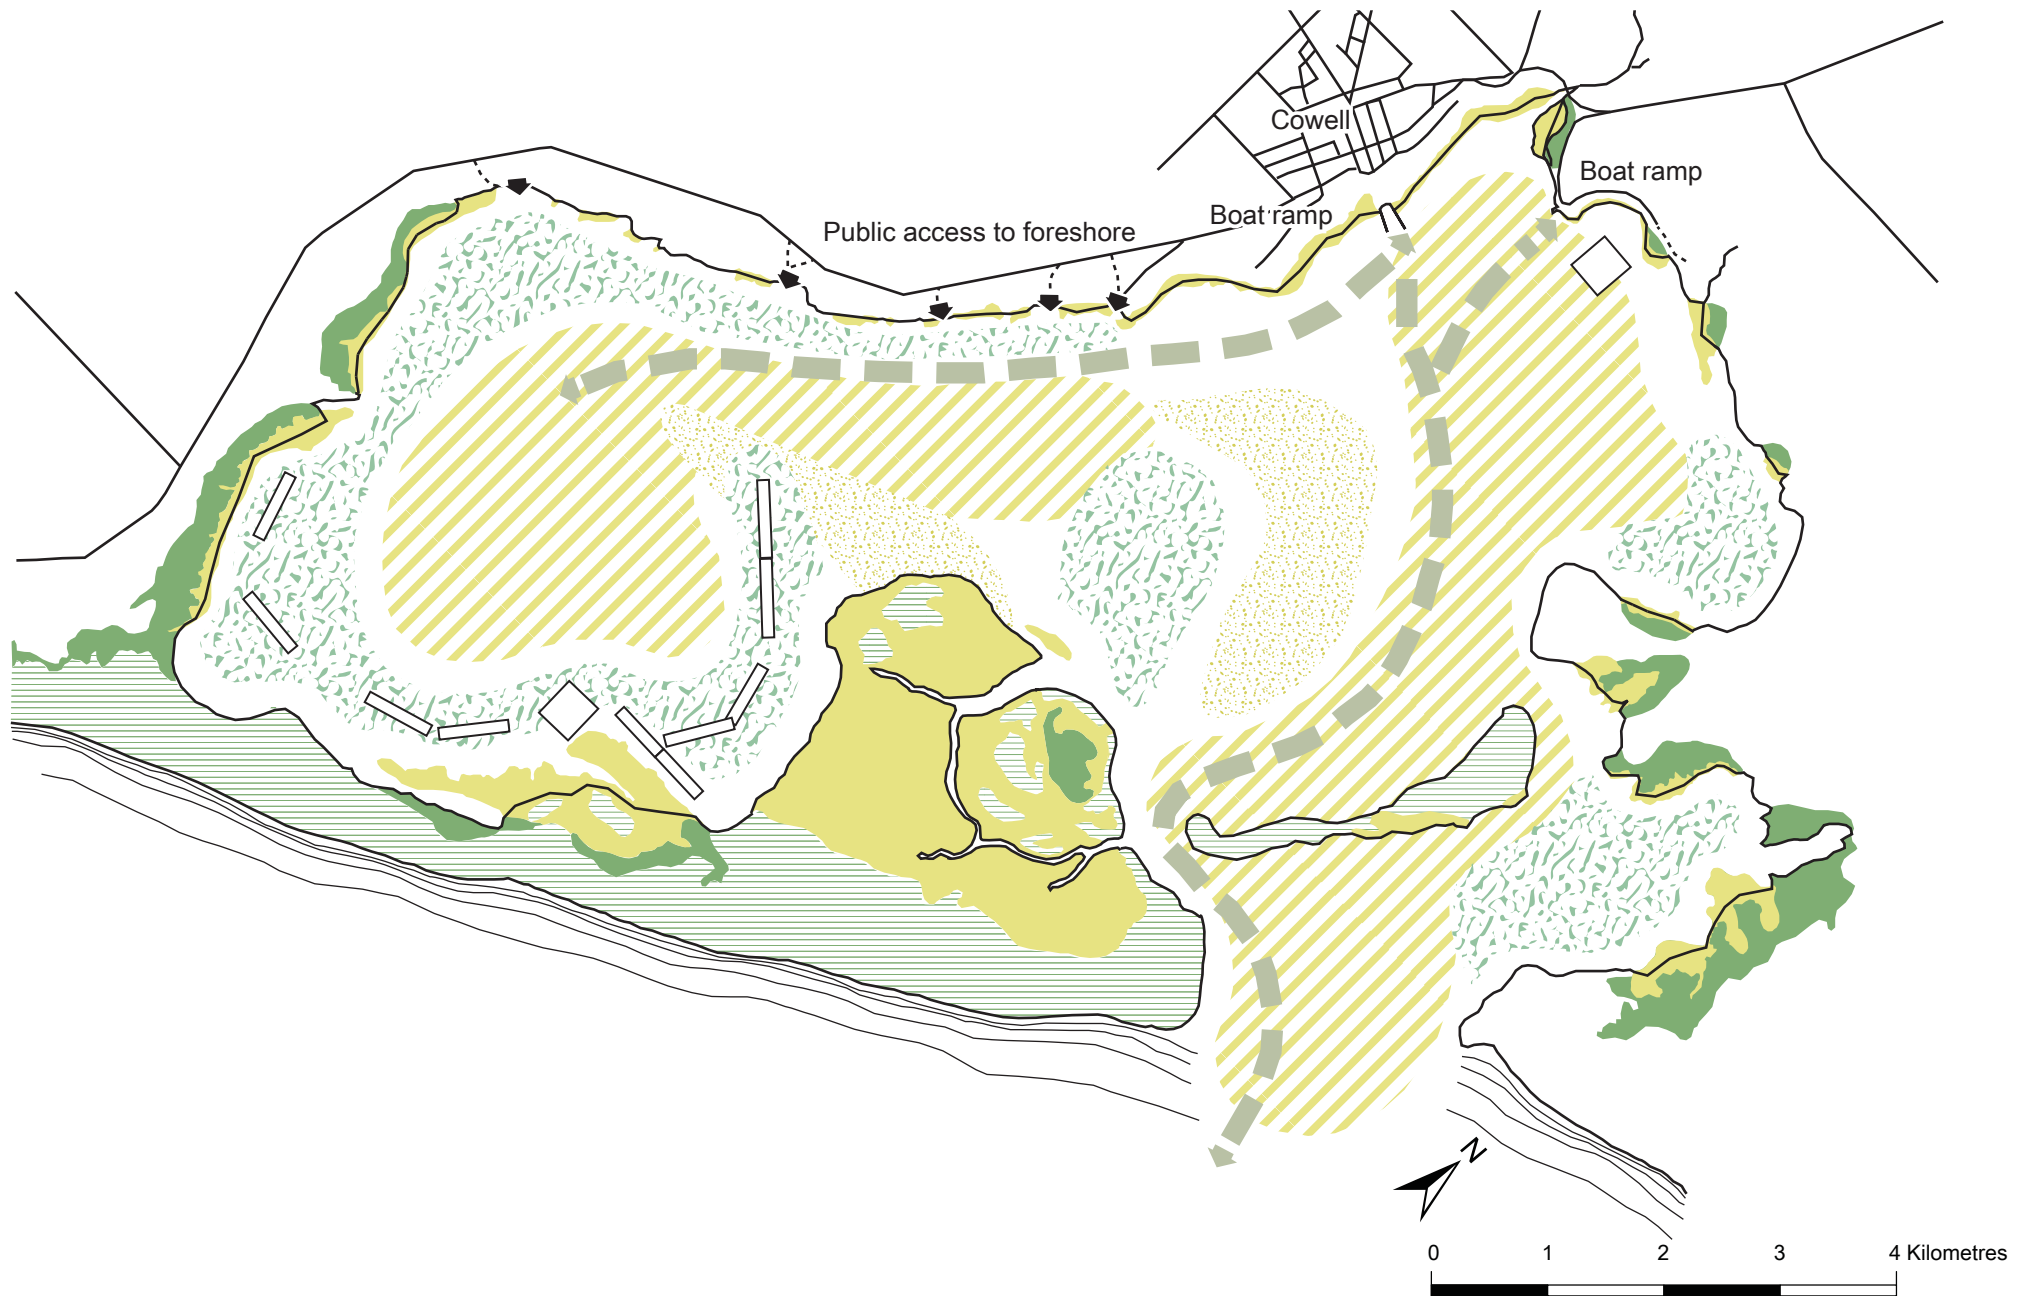 Cowell
Boat ramp
Boat ramp
Public access to foreshore
N
0 1 2 3 4 Kilometres